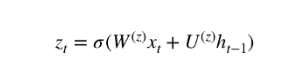 z_t = σ(W^{(z)}x_t + U^{(z)}h_{t−1})